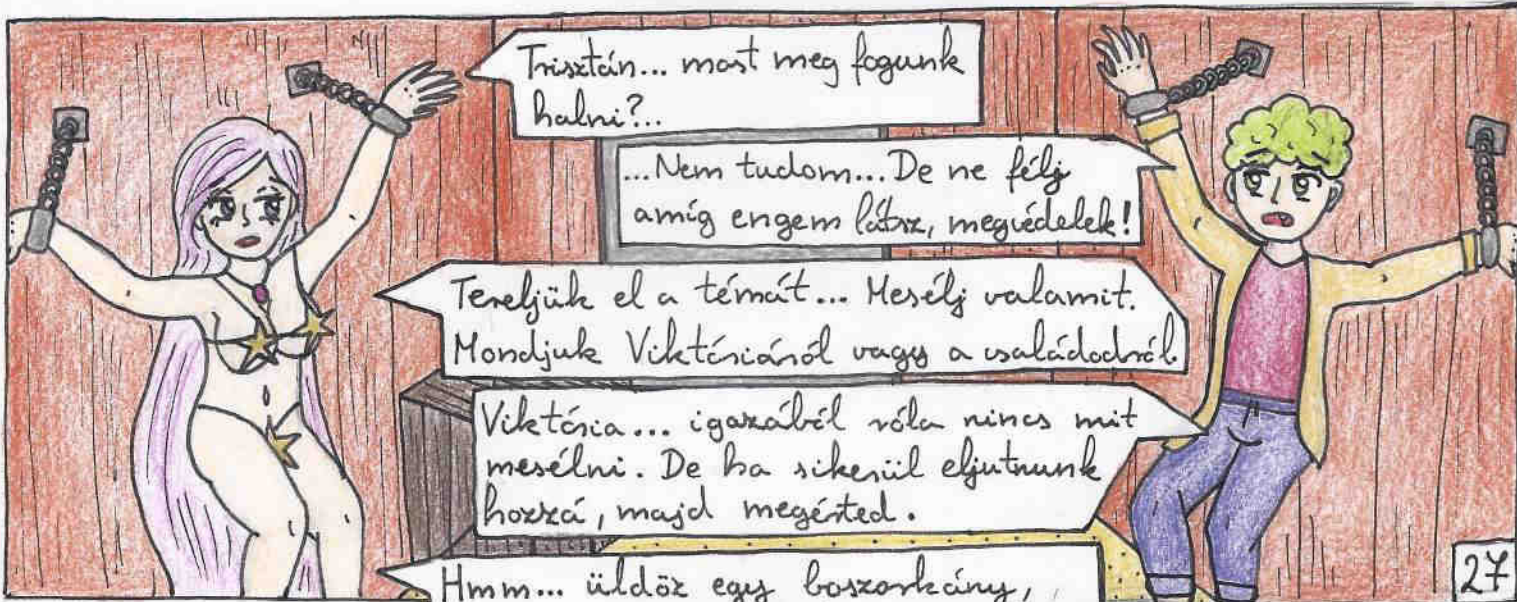 Trisztán... most meg fogunk
halni?..
...Nem tudom... De ne félj
amíg engem látsz, megvédelek!
Tereljük el a témát... Mesélj valamit.
Mondjuk Viktóriáról vagy a családodról.
Viktória... igazából róla nincs mit
mesélni. De ha sikerül eljutnunk
hozzá, majd megérted.
Hmm... üldöz egy boszorkány,
27